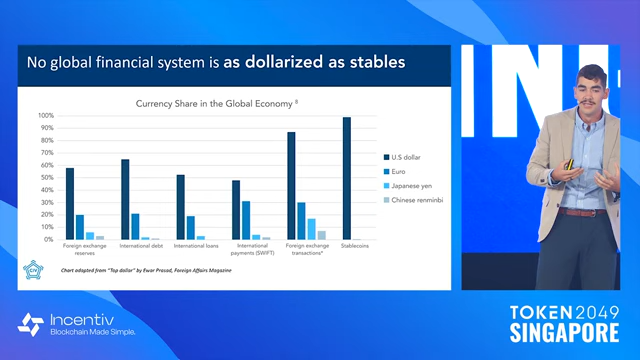 No global financial system is as dollarized as stables
Currency Share in the Global Economy 8
100%
90%
80%
70%
60%
50%
40%
30%
20%
10%
0%
Foreign exchange
reserves
International debt
International loans
International
payments (SWIFT)
Foreign exchange
transactions*
Stablecoins
U.S dollar
Euro
Japanese yen
Chinese renminbi
CIV
Chart adapted from "Top dollar" by Ewar Prasad, Foreign Affairs Magazine
Incentiv
Blockchain Made Simple.
TOKEN2049
SINGAPORE